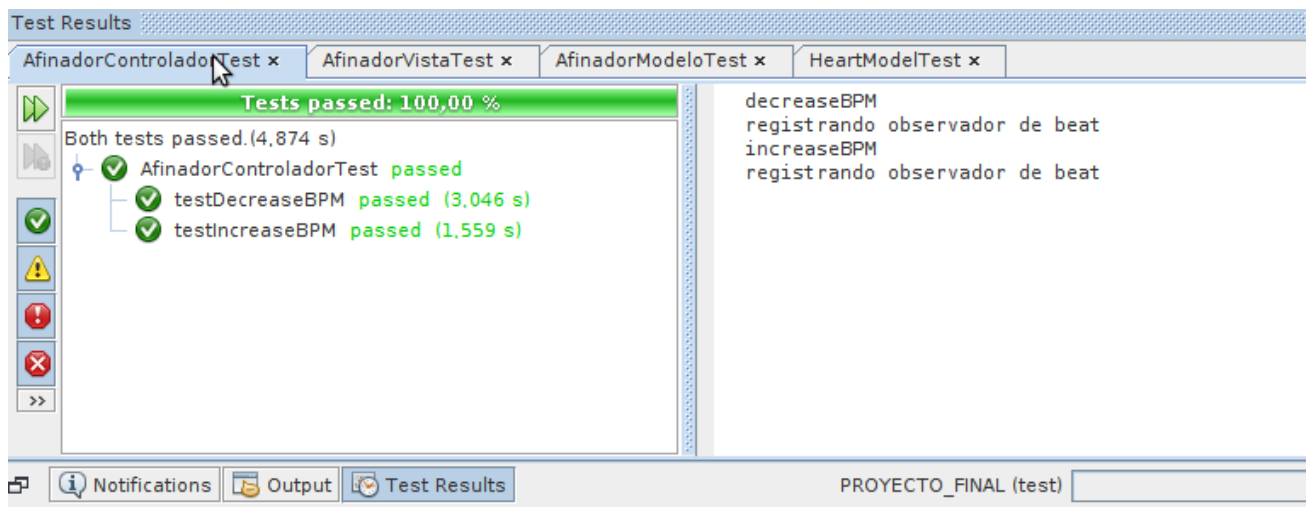 Test Results
AfinadorControladorTest × AfinadorVistaTest × AfinadorModeloTest × HeartModelTest ×
Tests passed: 100,00 %
Both tests passed.(4,874 s)
AfinadorControladorTest passed
testDecreaseBPM passed (3,046 s)
testIncreaseBPM passed (1,559 s)
>>
decreaseBPM
registrando observador de beat
increaseBPM
registrando observador de beat
Notifications Output Test Results PROYECTO_FINAL (test)